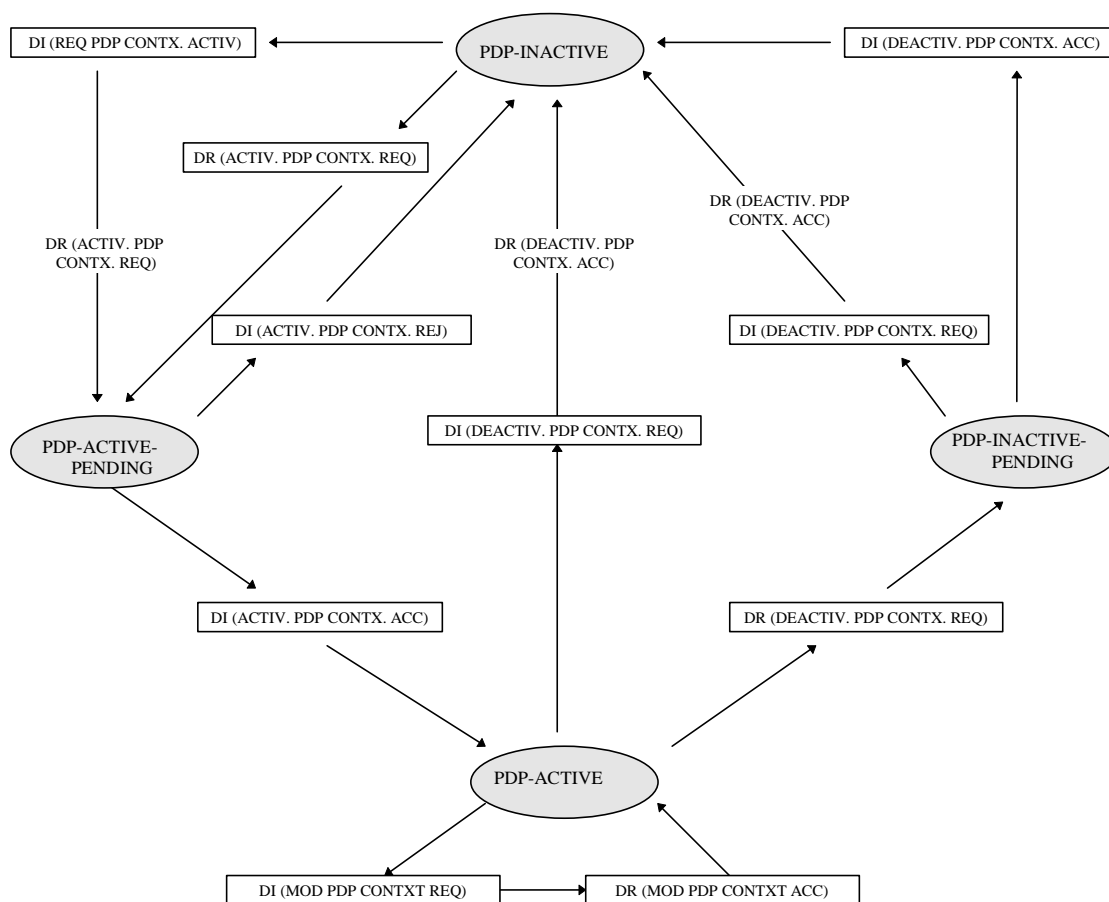 DI (REQ PDP CONTX. ACTIV)
PDP-INACTIVE
DI (DEACTIV. PDP CONTX. ACC)
DR (ACTIV. PDP CONTX. REQ)
DR (DEACTIV. PDP
CONTX. ACC)
DR (ACTIV. PDP
CONTX. REQ)
DR (DEACTIV. PDP
CONTX. ACC)
DI (ACTIV. PDP CONTX. REJ)
DI (DEACTIV. PDP CONTX. REQ)
PDP-ACTIVE-
PENDING
DI (DEACTIV. PDP CONTX. REQ)
PDP-INACTIVE-
PENDING
DI (ACTIV. PDP CONTX. ACC)
DR (DEACTIV. PDP CONTX. REQ)
PDP-ACTIVE
DI (MOD PDP CONTXT REQ)
DR (MOD PDP CONTXT ACC)